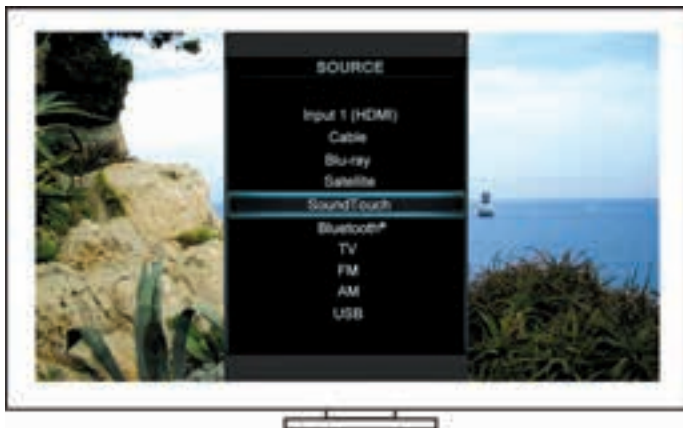 SOURCE
Input 1 (HDMI)
Cable
Blu-ray
Satellite
SoundTouch
Bluetooth®
TV
FM
AM
USB